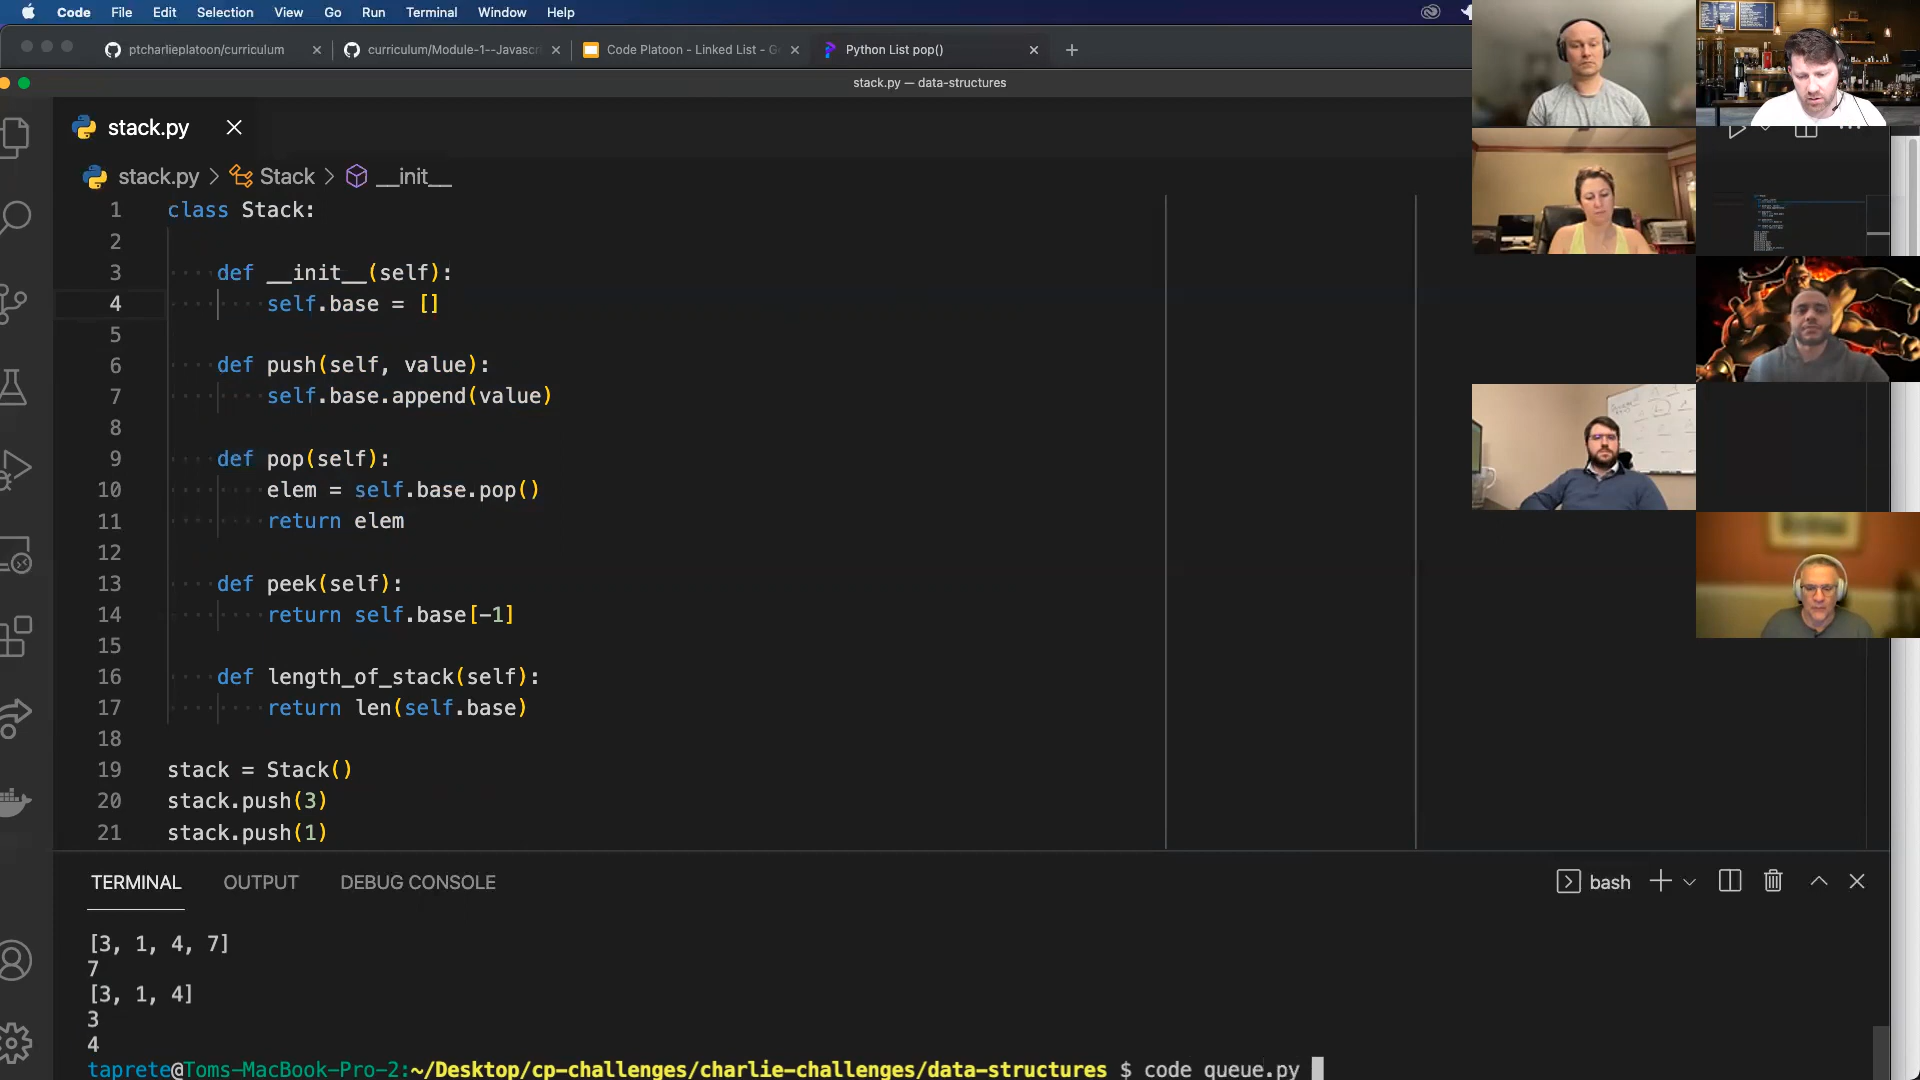 Code File Edit Selection View Go Run Terminal Window Help
ptcharlieplatoon/curriculum
curriculum/Module-1--Javascr
Code Platoon - Linked List - G
Python List pop()
stack.py — data-structures
stack.py
stack.py > Stack > __init__
1 class Stack:
2
3 def __init__(self):
4 self.base = []
5
6 def push(self, value):
7 self.base.append(value)
8
9 def pop(self):
10 elem = self.base.pop()
11 return elem
12
13 def peek(self):
14 return self.base[-1]
15
16 def length_of_stack(self):
17 return len(self.base)
18
19 stack = Stack()
20 stack.push(3)
21 stack.push(1)
TERMINAL OUTPUT DEBUG CONSOLE
bash
[3, 1, 4, 7]
7
[3, 1, 4]
3
4
taprete@Toms-MacBook-Pro-2:~/Desktop/cp-challenges/charlie-challenges/data-structures $ code queue.py